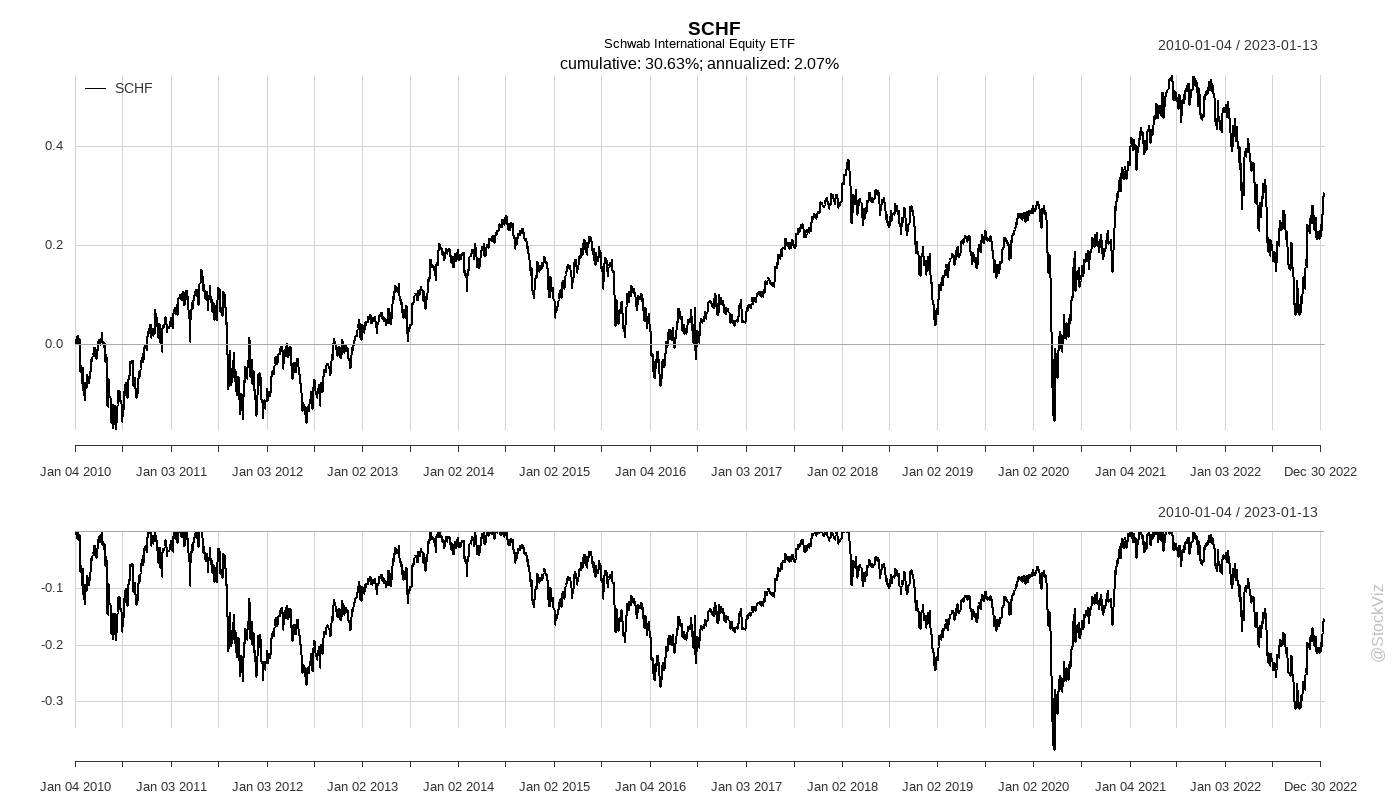 SCHF
Schwab International Equity ETF
cumulative: 30.63%; annualized: 2.07%
2010-01-04 / 2023-01-13
SCHF
0.4
0.2
0.0
Jan 04 2010 Jan 03 2011 Jan 03 2012 Jan 02 2013 Jan 02 2014 Jan 02 2015 Jan 04 2016 Jan 03 2017 Jan 02 2018 Jan 02 2019 Jan 02 2020 Jan 04 2021 Jan 03 2022 Dec 30 2022
2010-01-04 / 2023-01-13
-0.1
-0.2
-0.3
Jan 04 2010 Jan 03 2011 Jan 03 2012 Jan 02 2013 Jan 02 2014 Jan 02 2015 Jan 04 2016 Jan 03 2017 Jan 02 2018 Jan 02 2019 Jan 02 2020 Jan 04 2021 Jan 03 2022 Dec 30 2022
@StockViz